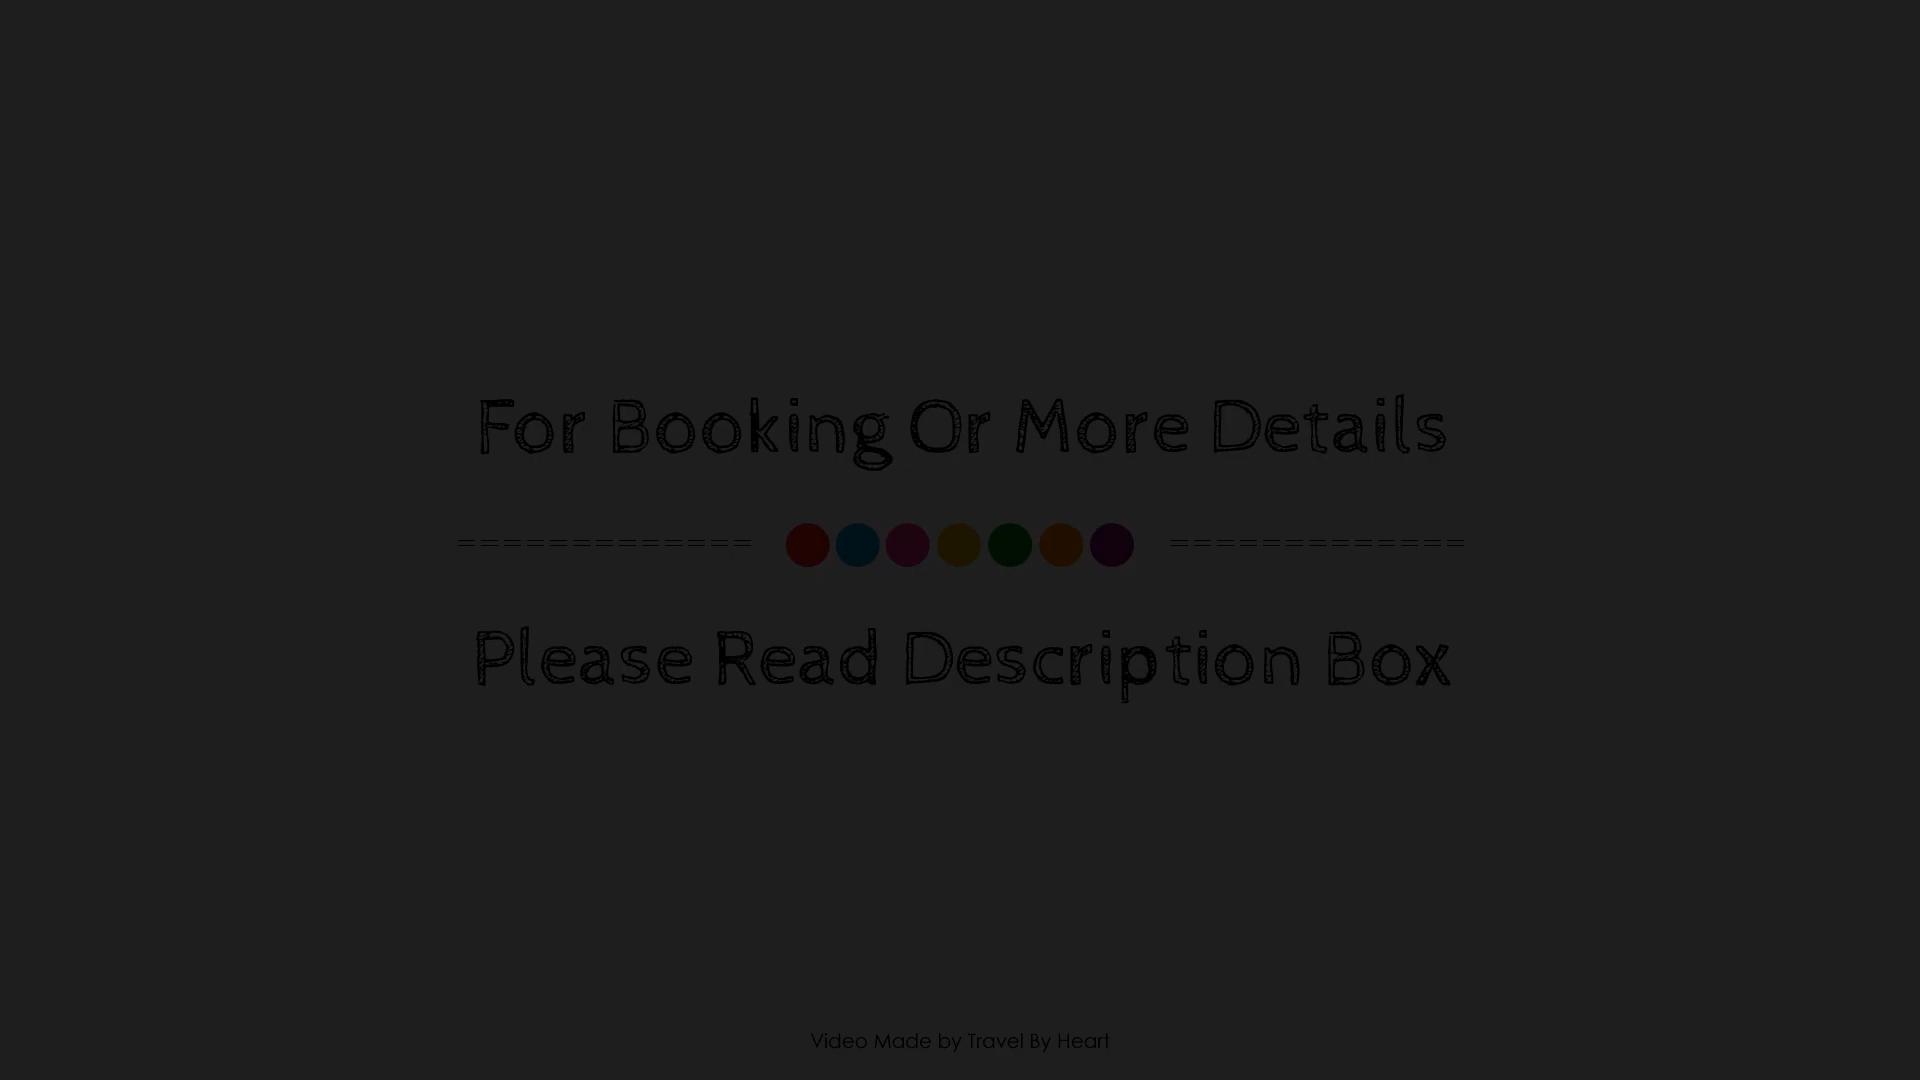 For Booking Or More Details
============= =============
Please Read Description Box
Video Made by Travel By Heart